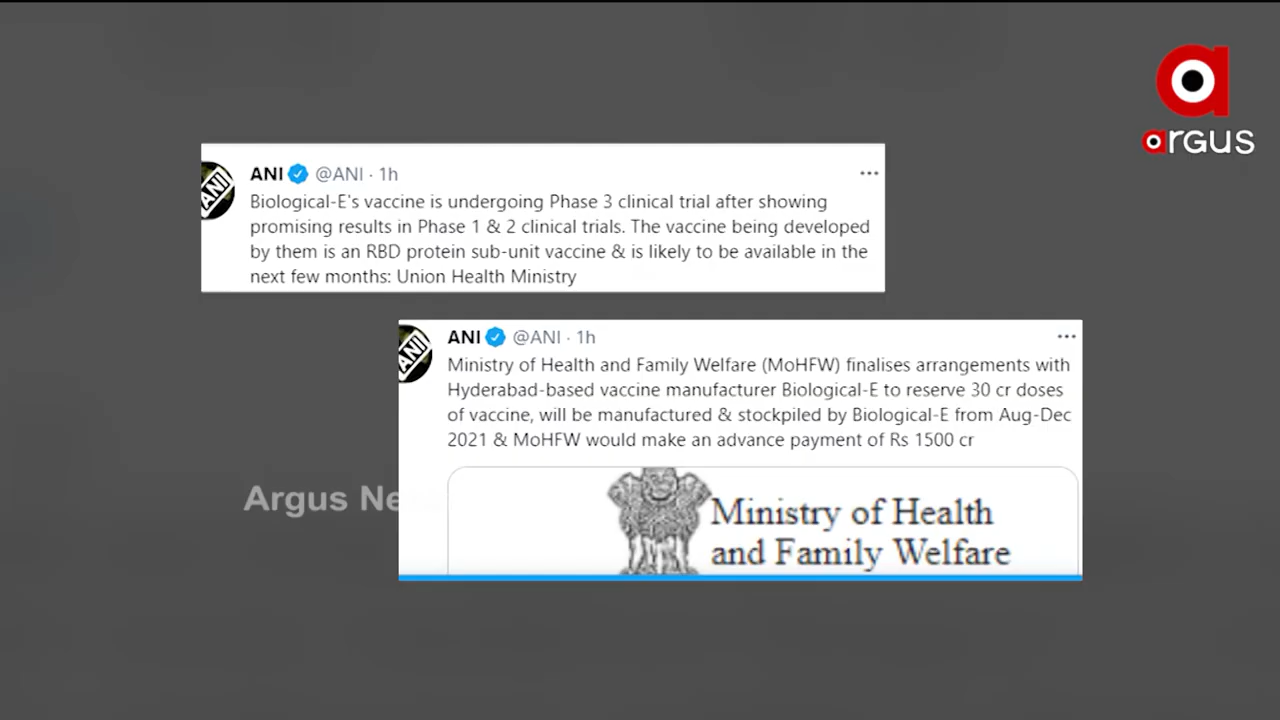 argus
ANI @ANI · 1h
Biological-E's vaccine is undergoing Phase 3 clinical trial after showing
promising results in Phase 1 & 2 clinical trials. The vaccine being developed
by them is an RBD protein sub-unit vaccine & is likely to be available in the
next few months: Union Health Ministry
ANI
ANI @ANI · 1h
Ministry of Health and Family Welfare (MoHFW) finalises arrangements with
Hyderabad-based vaccine manufacturer Biological-E to reserve 30 cr doses
of vaccine, will be manufactured & stockpiled by Biological-E from Aug-Dec
2021 & MoHFW would make an advance payment of Rs 1500 cr
ANI
Argus
Ministry of Health
and Family Welfare